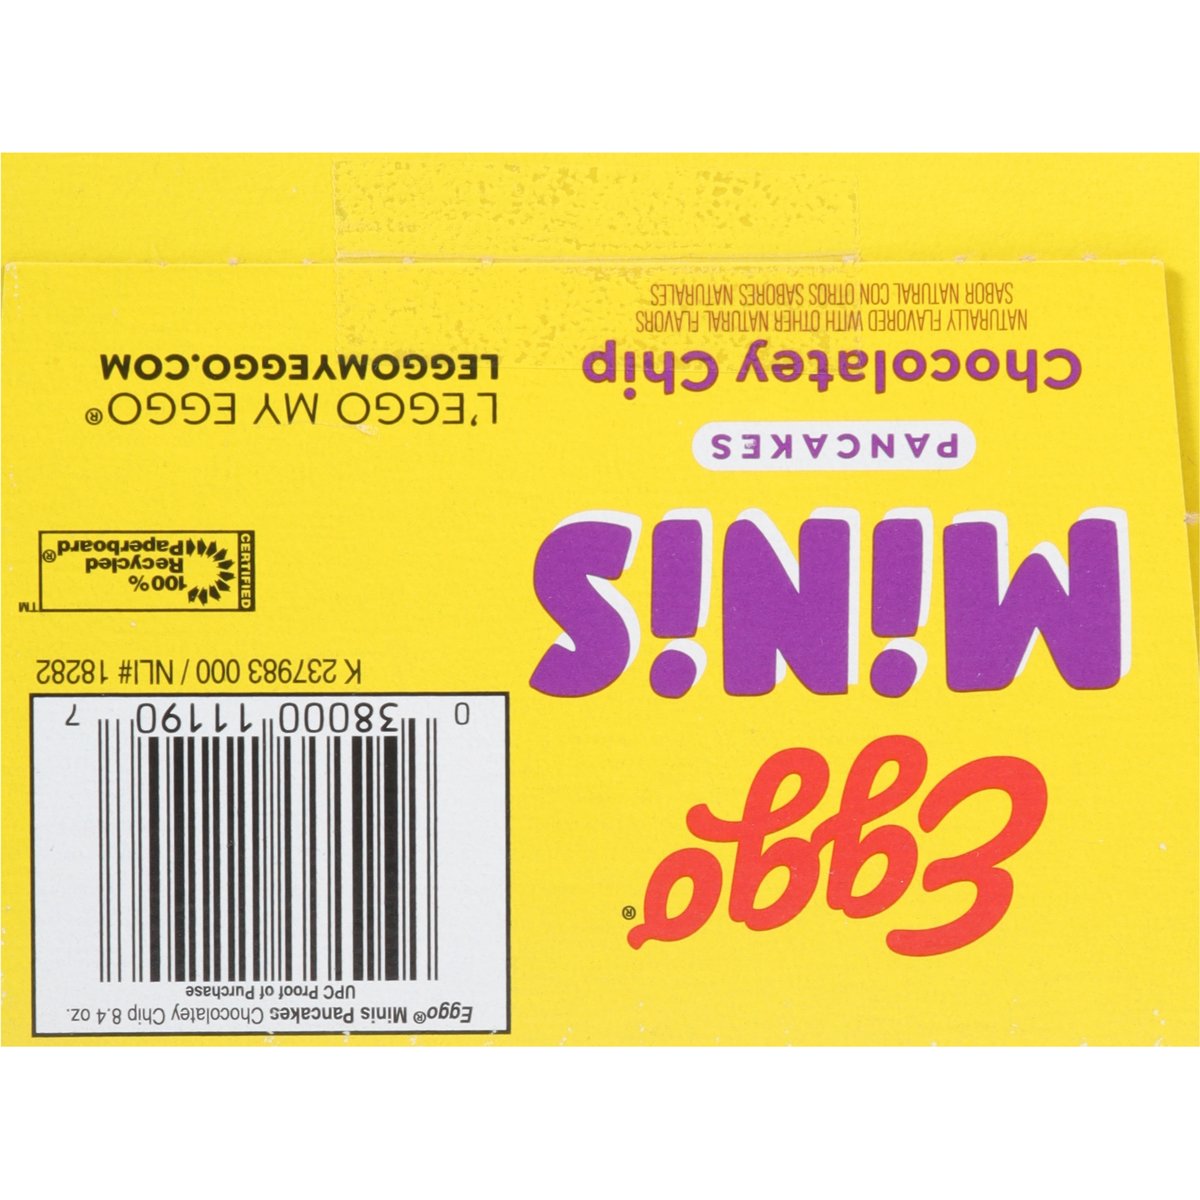 Eggo® Minis Pancakes Chocolatey Chip 8.4 oz.
UPC Proof of Purchase
0 38000 11190 7
K 237983 000 / NLI# 18282
CERTIFIED
100%
Recycled
Paperboard®
TM
L'EGGO MY EGGO®
LEGGOMYEGGO.COM
Eggo®
MiNiS
PANCAKES
Chocolatey Chip
NATURALLY FLAVORED WITH OTHER NATURAL FLAVORS
SABOR NATURAL CON OTROS SABORES NATURALES